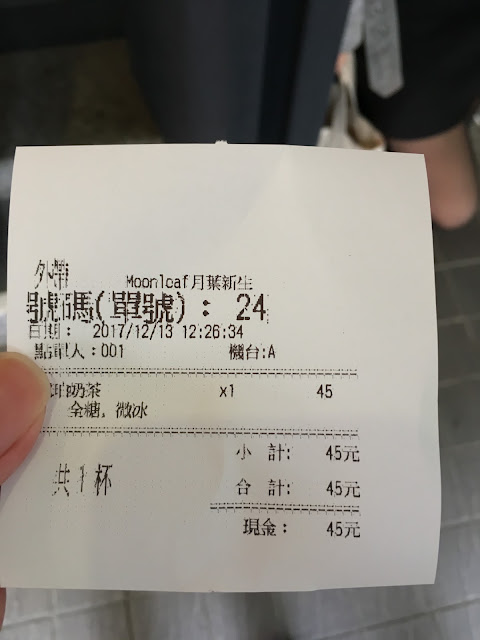 外帶 Moonleaf月葉新生
號碼(單號): 24
日期: 2017/12/13 12:26:34
點單人:001 機台:A
奶茶 x1 45
全糖, 微冰
小 計: 45元
共 1 杯 合 計: 45元
現金: 45元